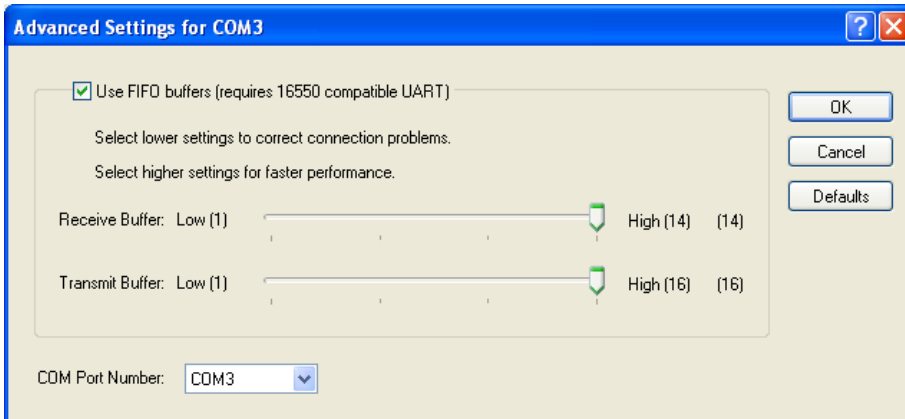 Advanced Settings for COM3
Use FIFO buffers (requires 16550 compatible UART)
OK
Select lower settings to correct connection problems.
Cancel
Select higher settings for faster performance.
Defaults
Receive Buffer: Low (1) High (14) (14)
Transmit Buffer: Low (1) High (16) (16)
COM Port Number: COM3